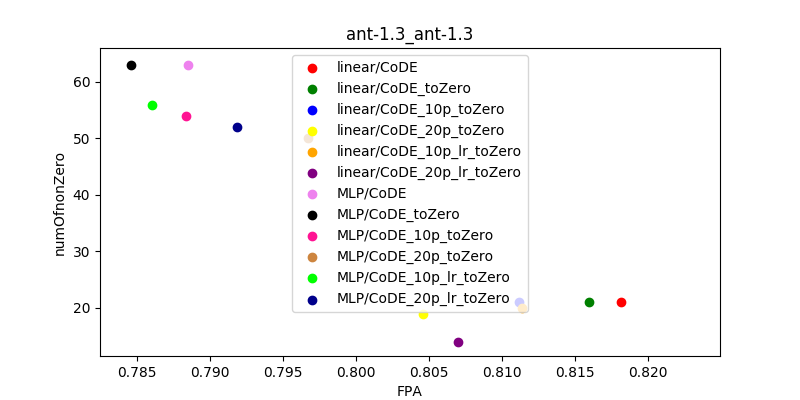 ant-1.3_ant-1.3
numOfnonZero
60
50
40
30
20
linear/CoDE
linear/CoDE_toZero
linear/CoDE_10p_toZero
linear/CoDE_20p_toZero
linear/CoDE_10p_lr_toZero
linear/CoDE_20p_lr_toZero
MLP/CoDE
MLP/CoDE_toZero
MLP/CoDE_10p_toZero
MLP/CoDE_20p_toZero
MLP/CoDE_10p_lr_toZero
MLP/CoDE_20p_lr_toZero
0.785 0.790 0.795 0.800 0.805 0.810 0.815 0.820
FPA